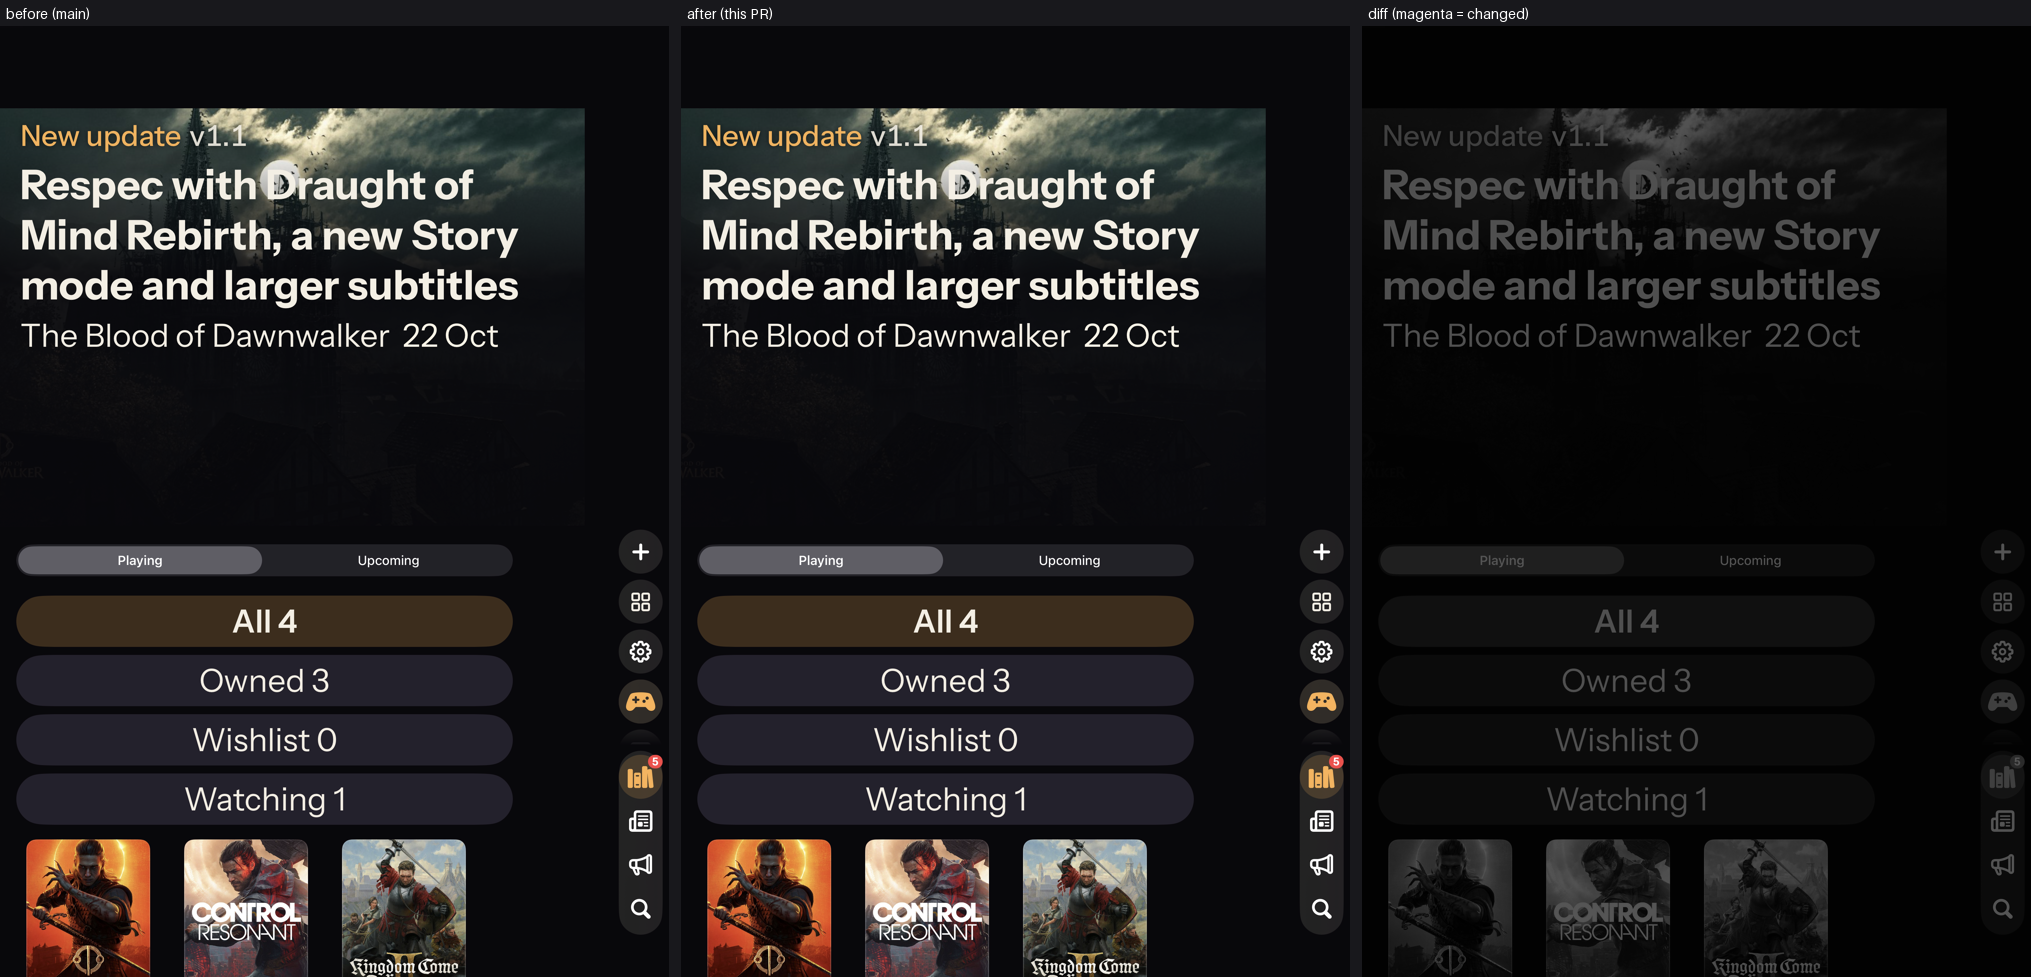 before (main)
New update v1.1
Respec with Draught of
Mind Rebirth, a new Story
mode and larger subtitles
The Blood of Dawnwalker 22 Oct
Playing
Upcoming
All 4
Owned 3
Wishlist 0
Watching 1
5
CONTROL
RESONANT
Kingdom Come
II
after (this PR)
New update v1.1
Respec with Draught of
Mind Rebirth, a new Story
mode and larger subtitles
The Blood of Dawnwalker 22 Oct
Playing
Upcoming
All 4
Owned 3
Wishlist 0
Watching 1
5
CONTROL
RESONANT
Kingdom Come
II
diff (magenta = changed)
New update v1.1
Respec with Draught of
Mind Rebirth, a new Story
mode and larger subtitles
The Blood of Dawnwalker 22 Oct
Playing
Upcoming
All 4
Owned 3
Wishlist 0
Watching 1
5
CONTROL
RESONANT
Kingdom Come
II